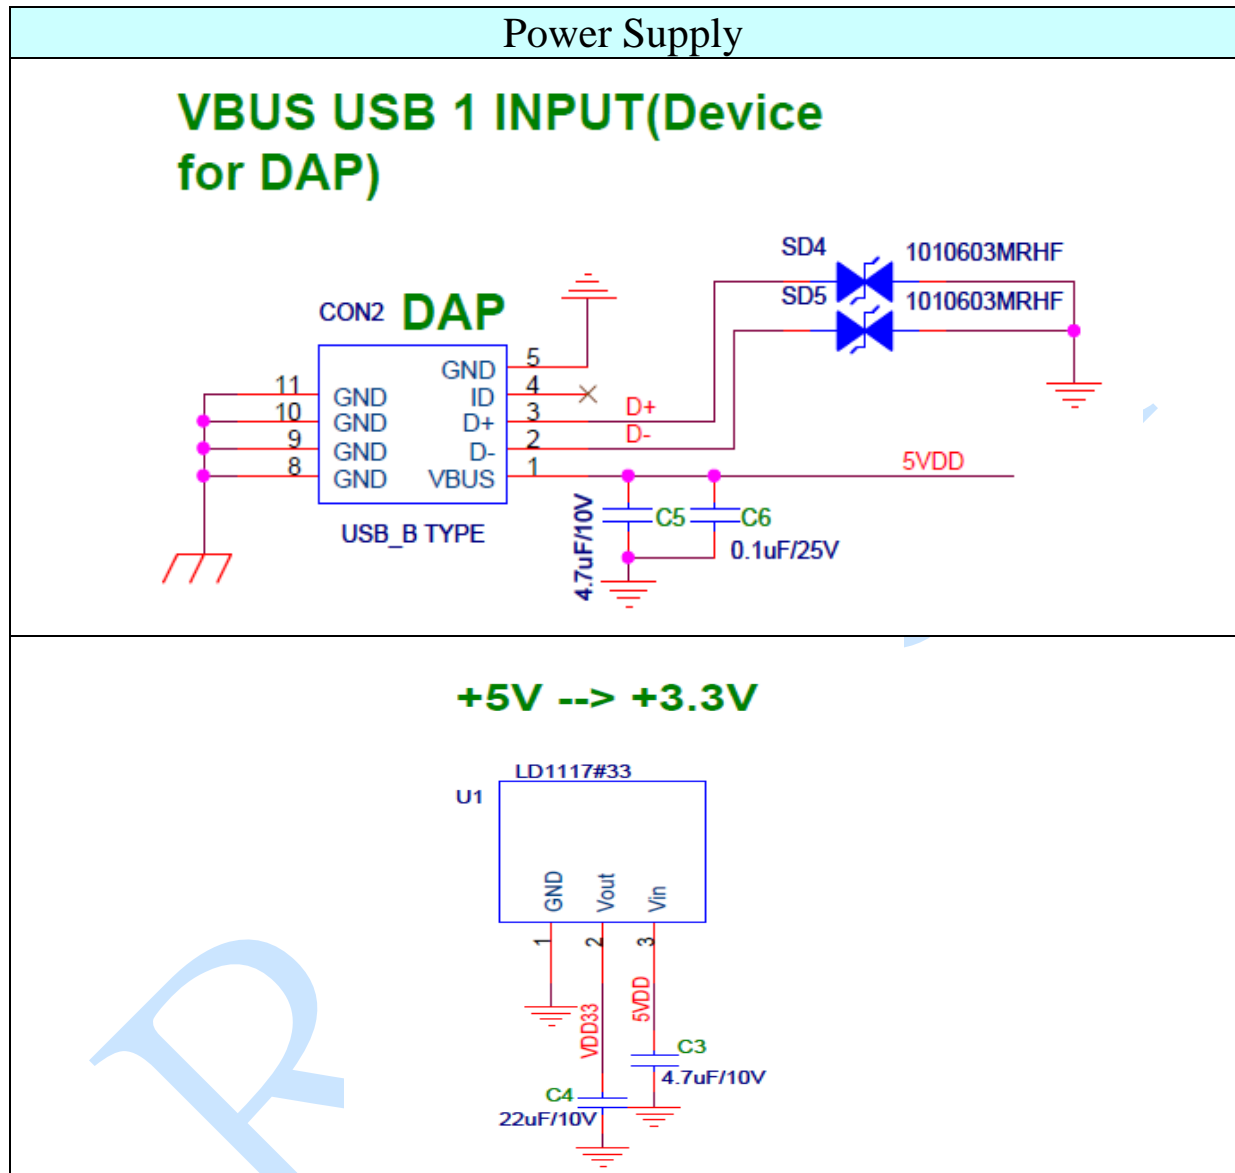 Power Supply
VBUS USB 1 INPUT(Device
for DAP)
SD4
1010603MRHF
SD5
1010603MRHF
CON2
DAP
GND
5
11
GND
ID
4
10
GND
D+
3
D+
9
GND
D-
2
D-
8
GND
VBUS
1
5VDD
USB_B TYPE
4.7uF/10V
C5
C6
0.1uF/25V
+5V --> +3.3V
LD1117#33
U1
GND
Vout
Vin
1
2
3
VDD33
5VDD
C3
4.7uF/10V
C4
22uF/10V
R